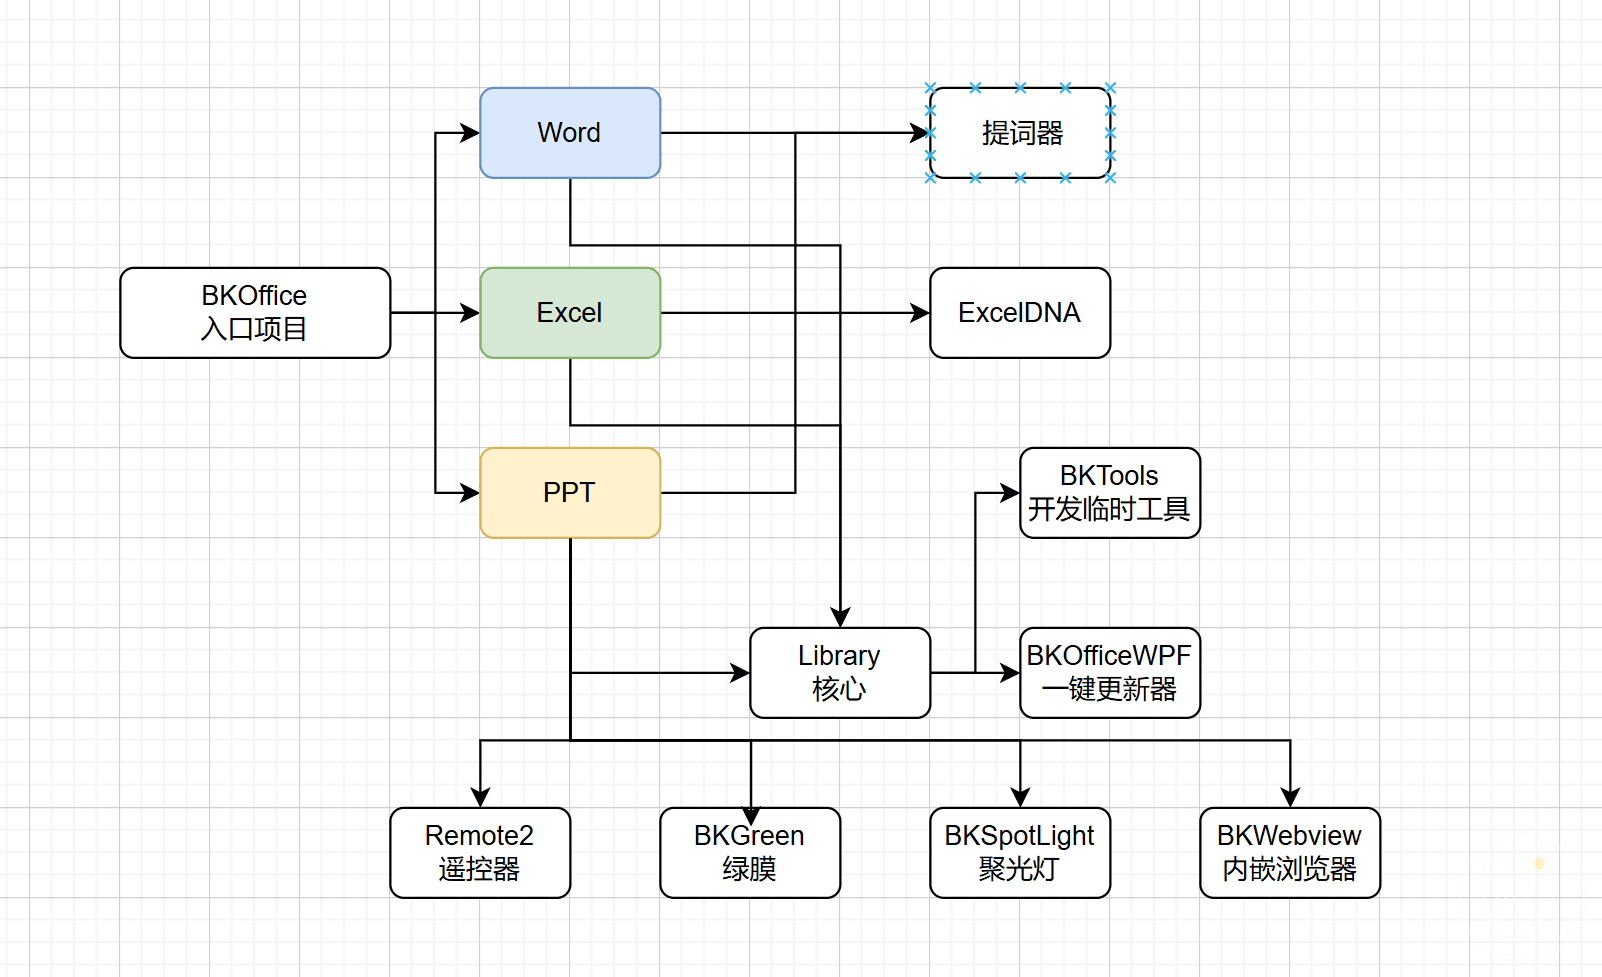 Word
提词器
BKOffice
入口项目
Excel
ExcelDNA
PPT
BKTools
开发临时工具
Library
核心
BKOfficeWPF
一键更新器
Remote2
遥控器
BKGreen
绿膜
BKSpotLight
聚光灯
BKWebview
内嵌浏览器